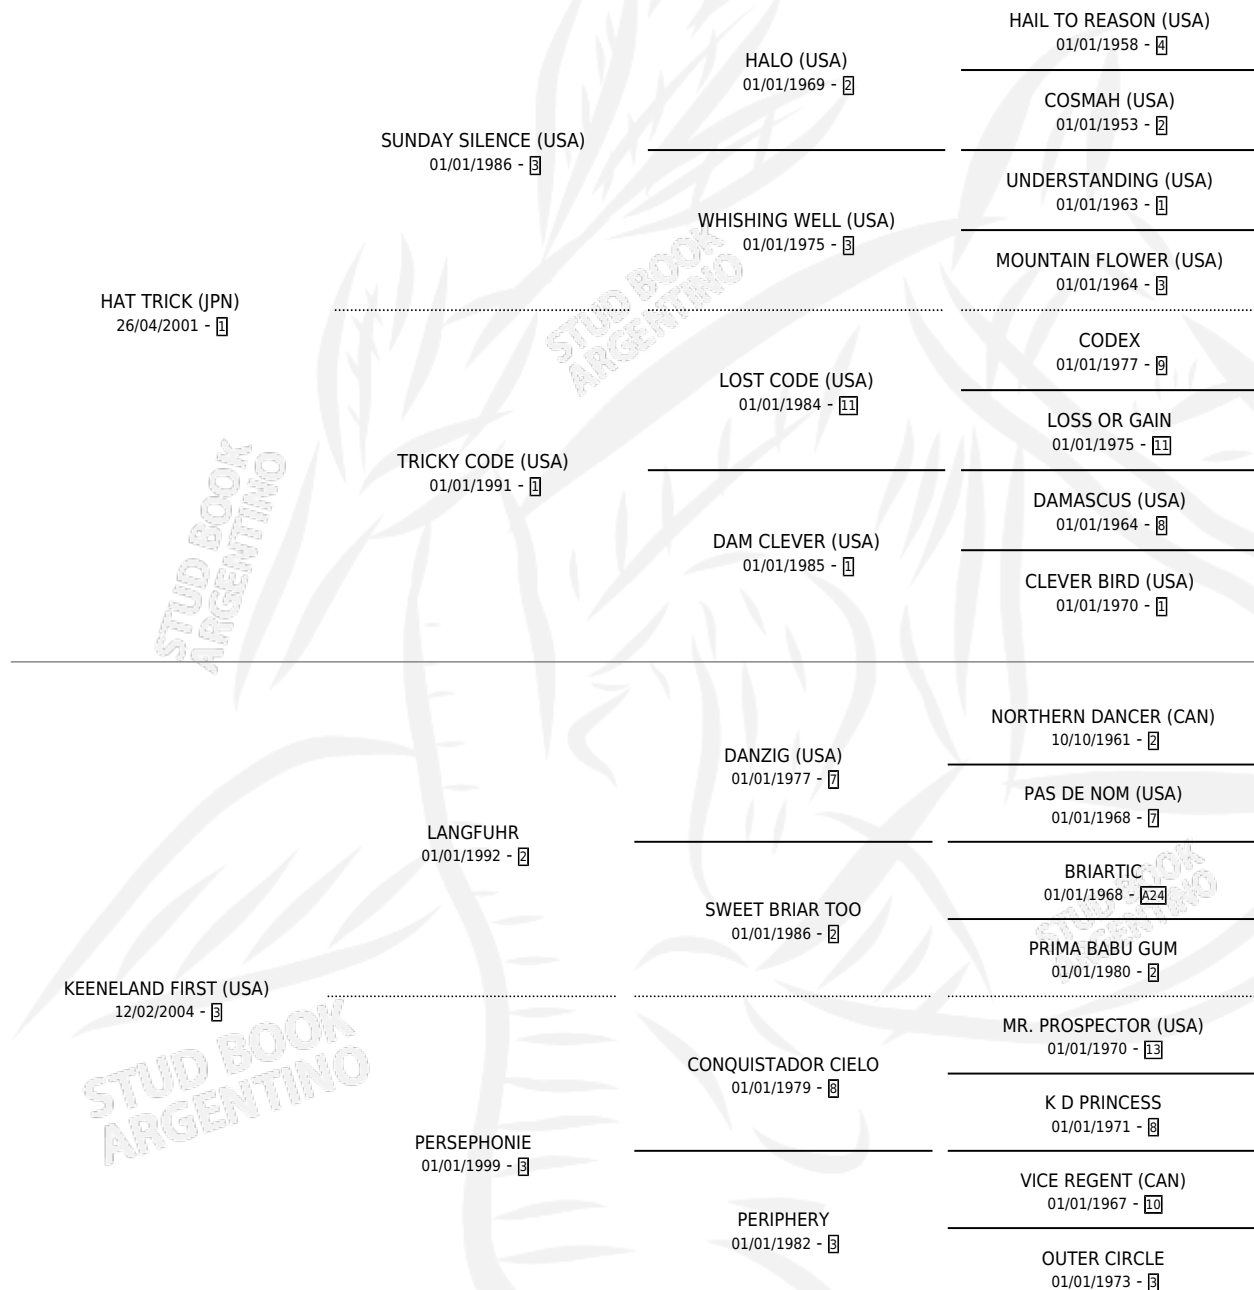 HAIL TO REASON (USA)
01/01/1958 - 4
HALO (USA)
01/01/1969 - 2
COSMAH (USA)
01/01/1953 - 2
SUNDAY SILENCE (USA)
01/01/1986 - 3
UNDERSTANDING (USA)
01/01/1963 - 1
WHISHING WELL (USA)
01/01/1975 - 3
MOUNTAIN FLOWER (USA)
01/01/1964 - 3
HAT TRICK (JPN)
26/04/2001 - 1
STUD BOOK
ARGENTINO
CODEX
01/01/1977 - 9
LOST CODE (USA)
01/01/1984 - 11
LOSS OR GAIN
01/01/1975 - 11
TRICKY CODE (USA)
01/01/1991 - 1
DAMASCUS (USA)
01/01/1964 - 8
DAM CLEVER (USA)
01/01/1985 - 1
CLEVER BIRD (USA)
01/01/1970 - 1
STUD BOOK
ARGENTINO
NORTHERN DANCER (CAN)
10/10/1961 - 2
DANZIG (USA)
01/01/1977 - 7
PAS DE NOM (USA)
01/01/1968 - 7
LANGFUHR
01/01/1992 - 2
BRIARTIC
01/01/1968 - A24
SWEET BRIAR TOO
01/01/1986 - 2
STUD BOOK
ARGENTINO
PRIMA BABU GUM
01/01/1980 - 2
KEENELAND FIRST (USA)
12/02/2004 - 3
STUD BOOK
ARGENTINO
MR. PROSPECTOR (USA)
01/01/1970 - 13
CONQUISTADOR CIELO
01/01/1979 - 8
K D PRINCESS
01/01/1971 - 8
PERSEPHONIE
01/01/1999 - 3
VICE REGENT (CAN)
01/01/1967 - 10
PERIPHERY
01/01/1982 - 3
OUTER CIRCLE
01/01/1973 - 3